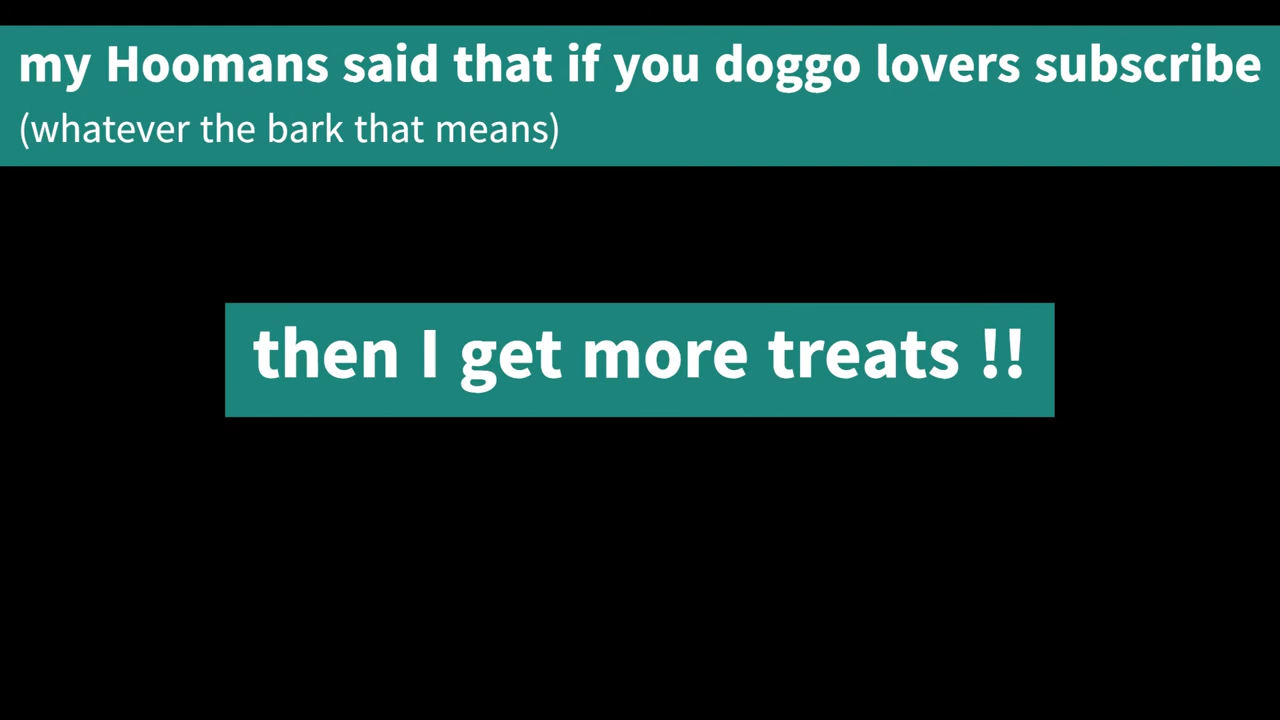 my Hoomans said that if you doggo lovers subscribe
(whatever the bark that means)
then I get more treats !!